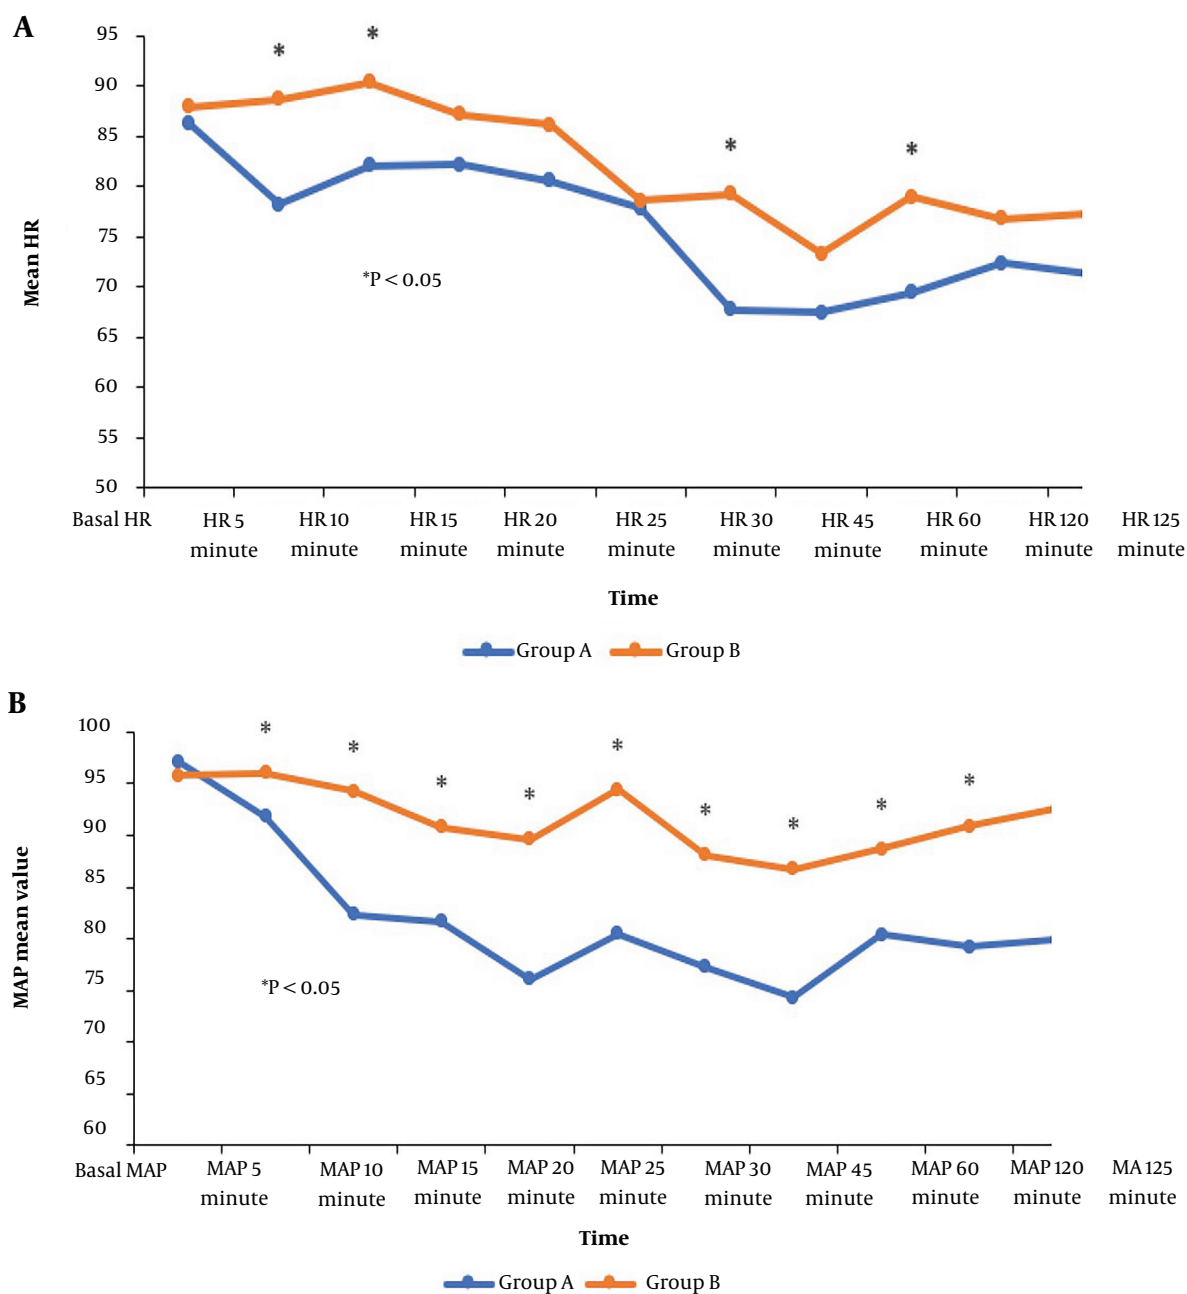 A
95
*
*
90
85
*
*
80
75
Mean HR
*P < 0.05
70
65
60
55
50
Basal HR HR 5 minute HR 10 minute HR 15 minute HR 20 minute HR 25 minute HR 30 minute HR 45 minute HR 60 minute HR 120 minute HR 125 minute
Time
Group A Group B
B
100
*
*
*
*
*
95
*
*
*
*
90
85
MAP mean value
80
75
*P < 0.05
70
65
60
Basal MAP MAP 5 minute MAP 10 minute MAP 15 minute MAP 20 minute MAP 25 minute MAP 30 minute MAP 45 minute MAP 60 minute MAP 120 minute MA 125 minute
Time
Group A Group B